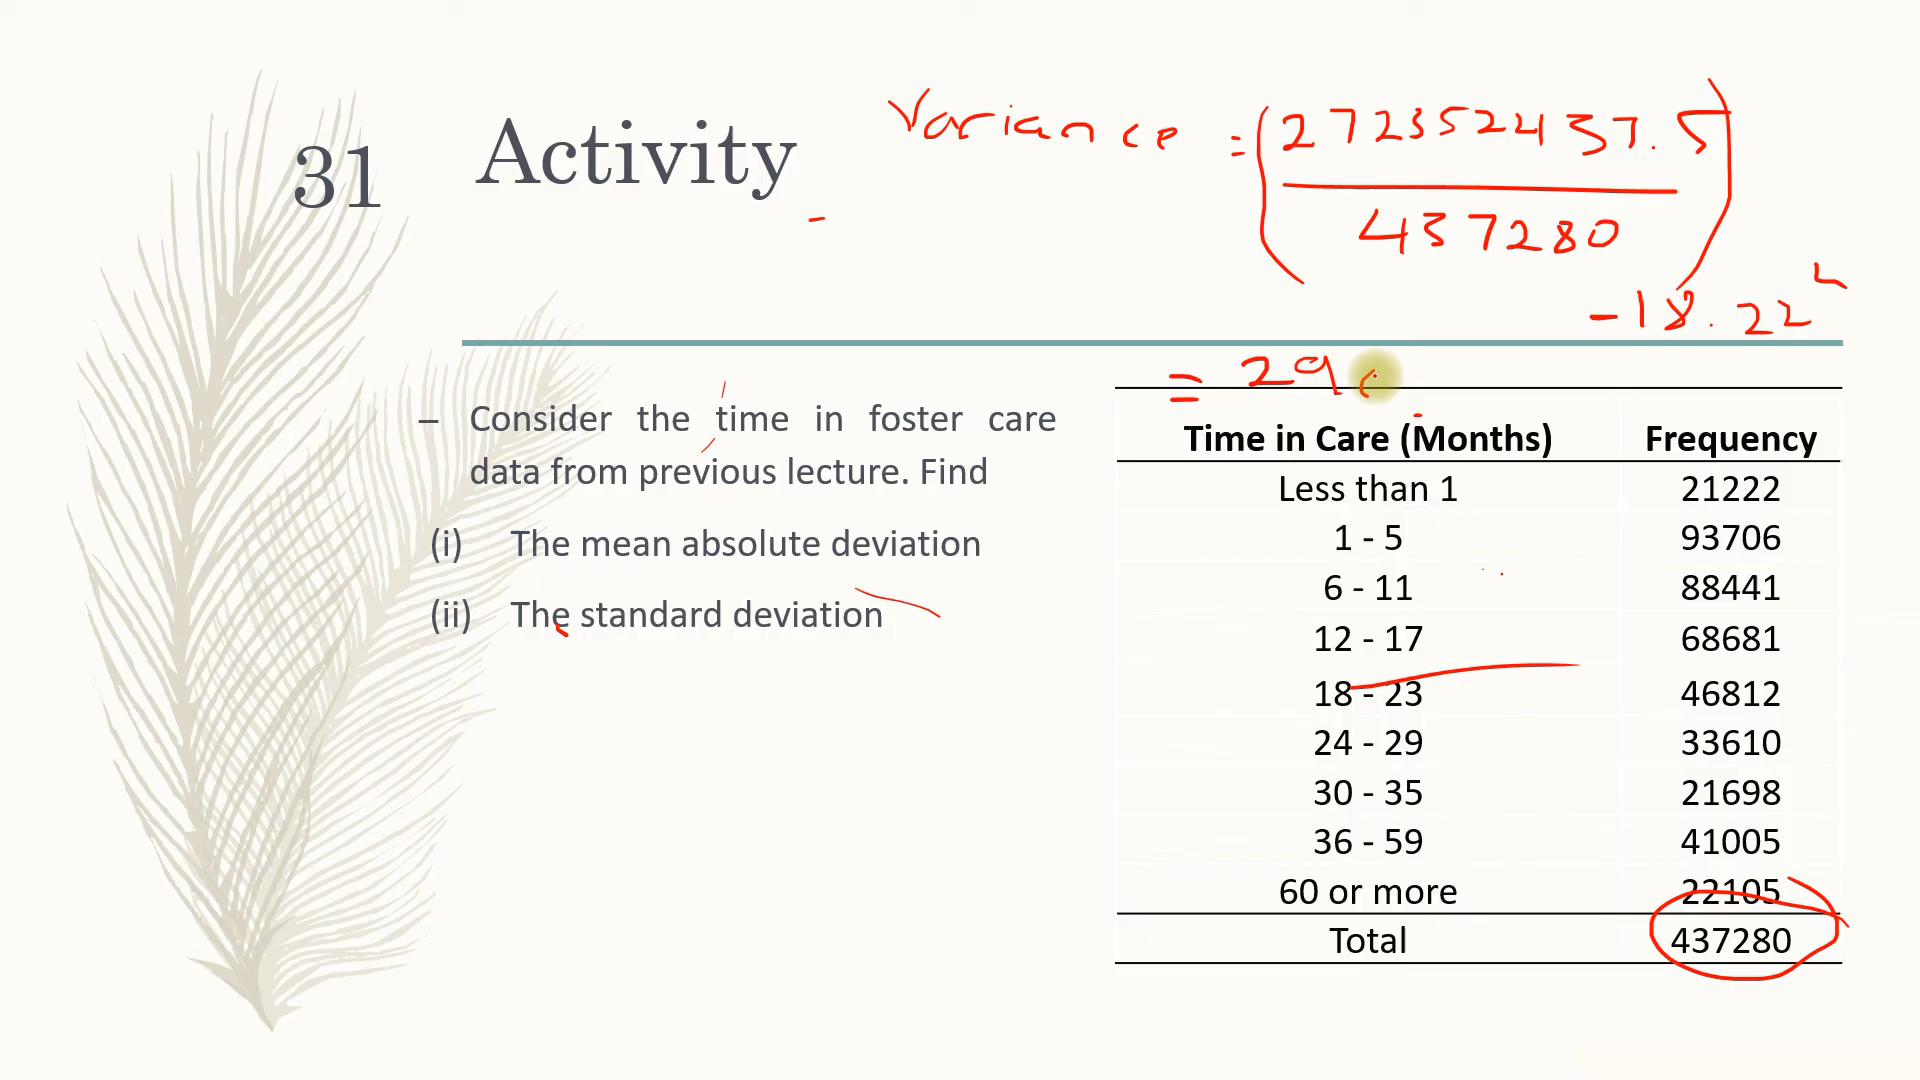 31
Activity
Variance = (272352437.5
437280)
-18.22²
= 29
– Consider the time in foster care
data from previous lecture. Find
(i) The mean absolute deviation
(ii) The standard deviation
Time in Care (Months) Frequency
Less than 1 21222
1 - 5 93706
6 - 11 88441
12 - 17 68681
18 - 23 46812
24 - 29 33610
30 - 35 21698
36 - 59 41005
60 or more 22105
Total 437280